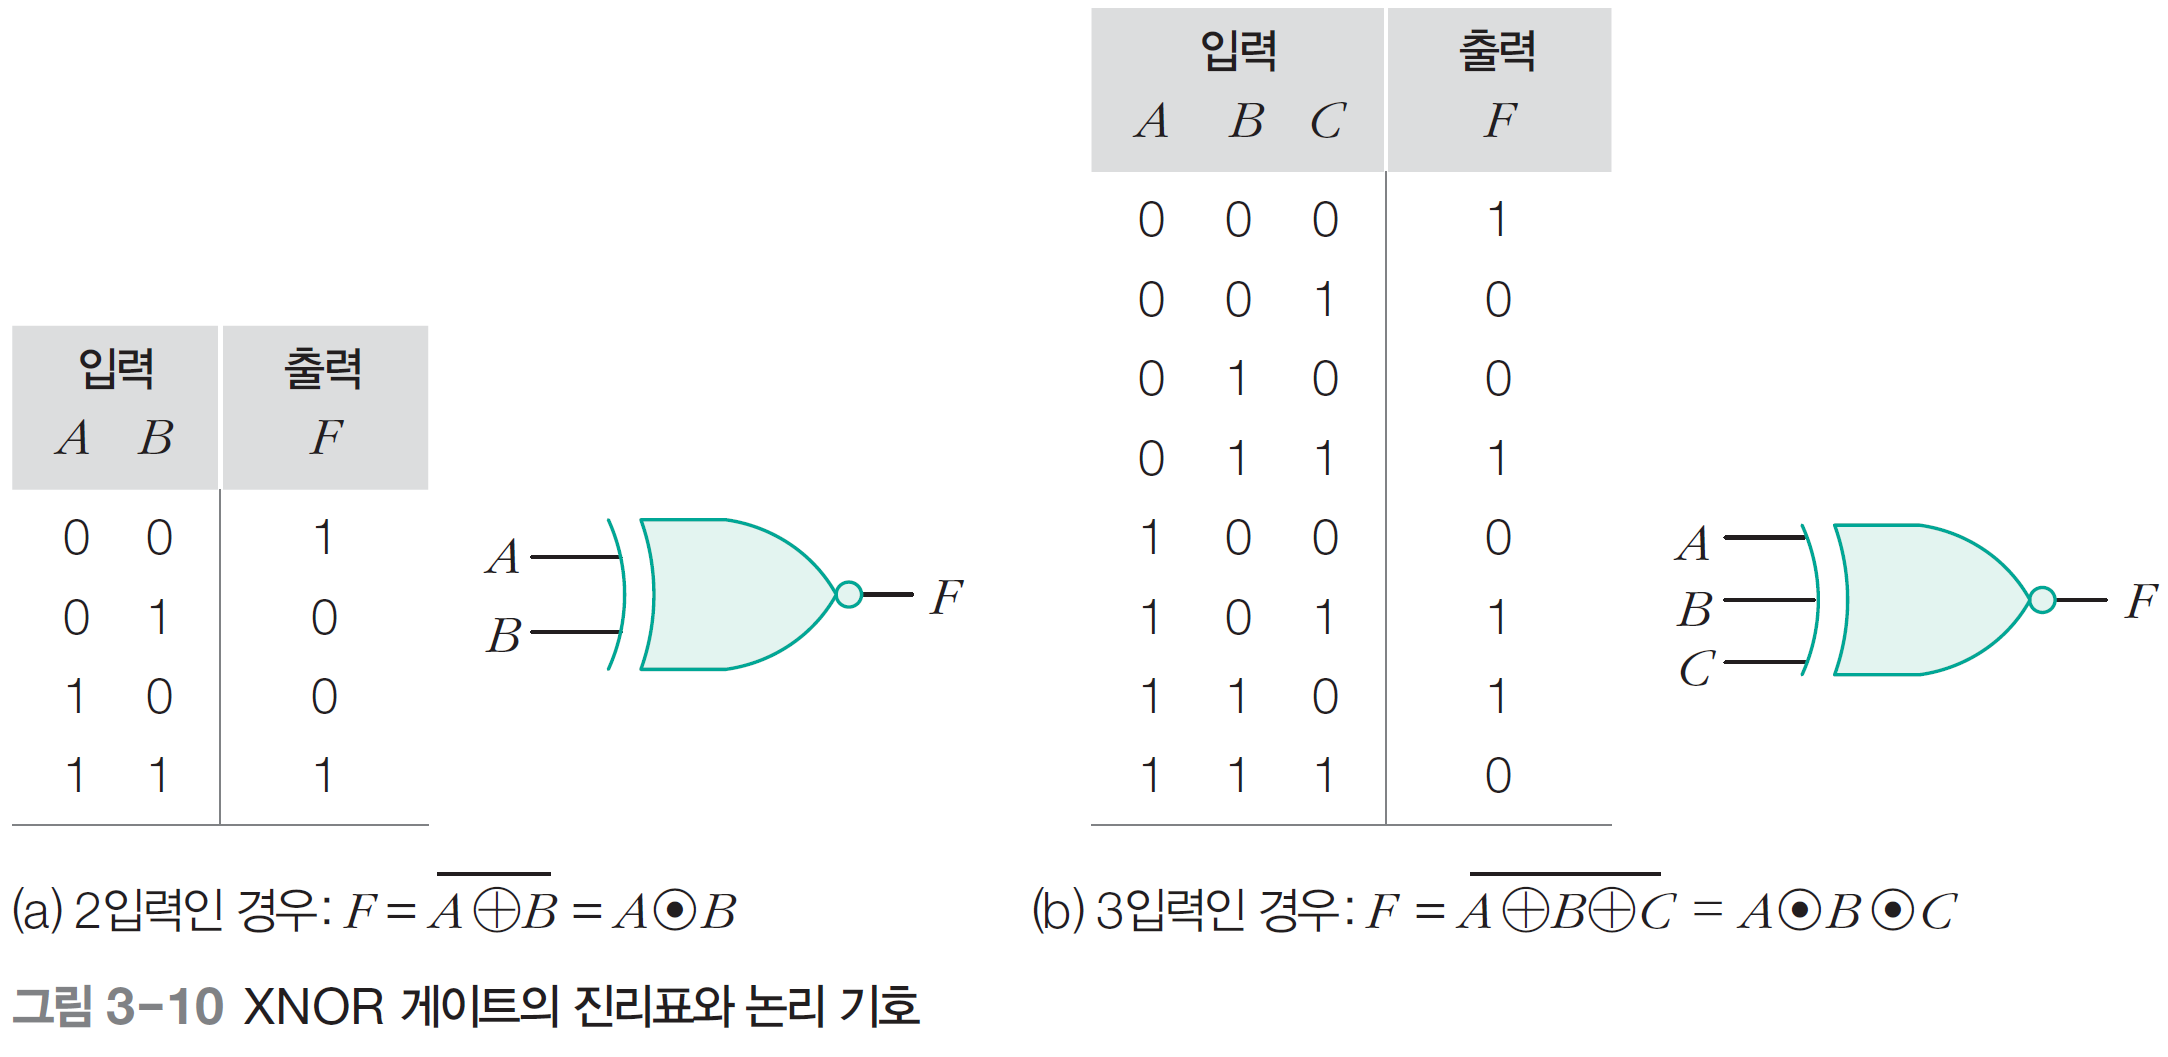 입력 출력
A B F
0 0 1
0 1 0
1 0 0
1 1 1
A
B
F
(a) 2입력인 경우: F = \overline{A⊕B} = A⊙B
입력 출력
A B C F
0 0 0 1
0 0 1 0
0 1 0 0
0 1 1 1
1 0 0 0
1 0 1 1
1 1 0 1
1 1 1 0
A
B
C
F
(b) 3입력인 경우: F = \overline{A⊕B⊕C} = A⊙B⊙C
그림 3-10 XNOR 게이트의 진리표와 논리 기호